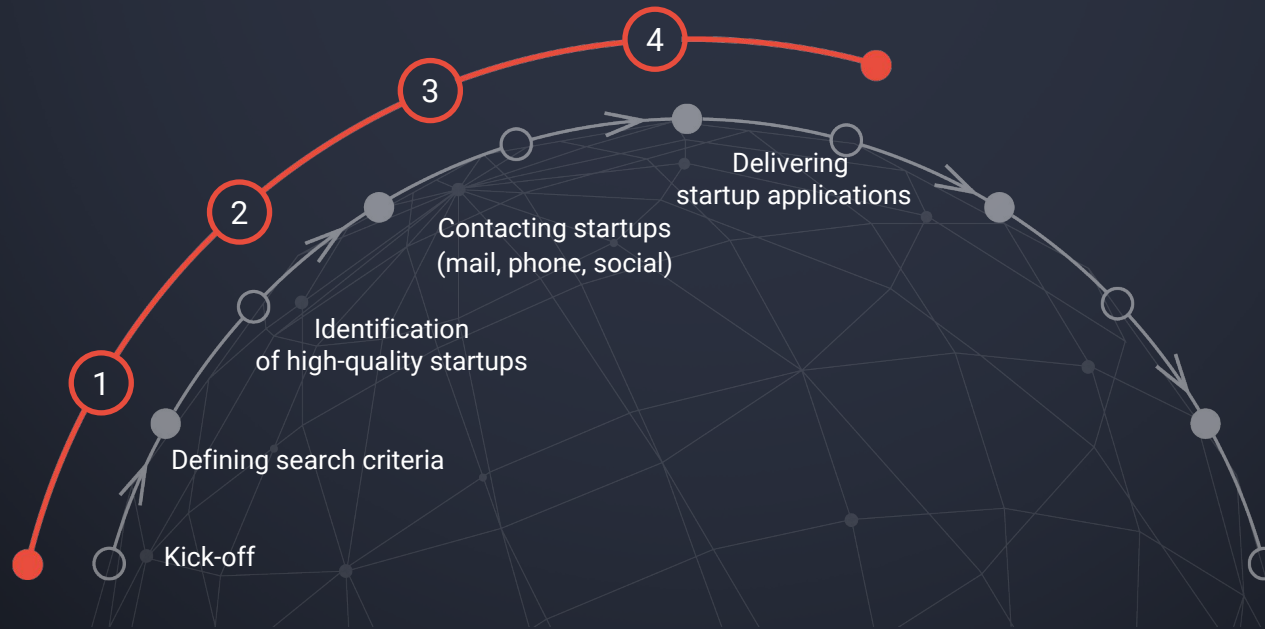 4
3
Delivering
startup applications
2
Contacting startups
(mail, phone, social)
Identification
of high-quality startups
1
Defining search criteria
Kick-off